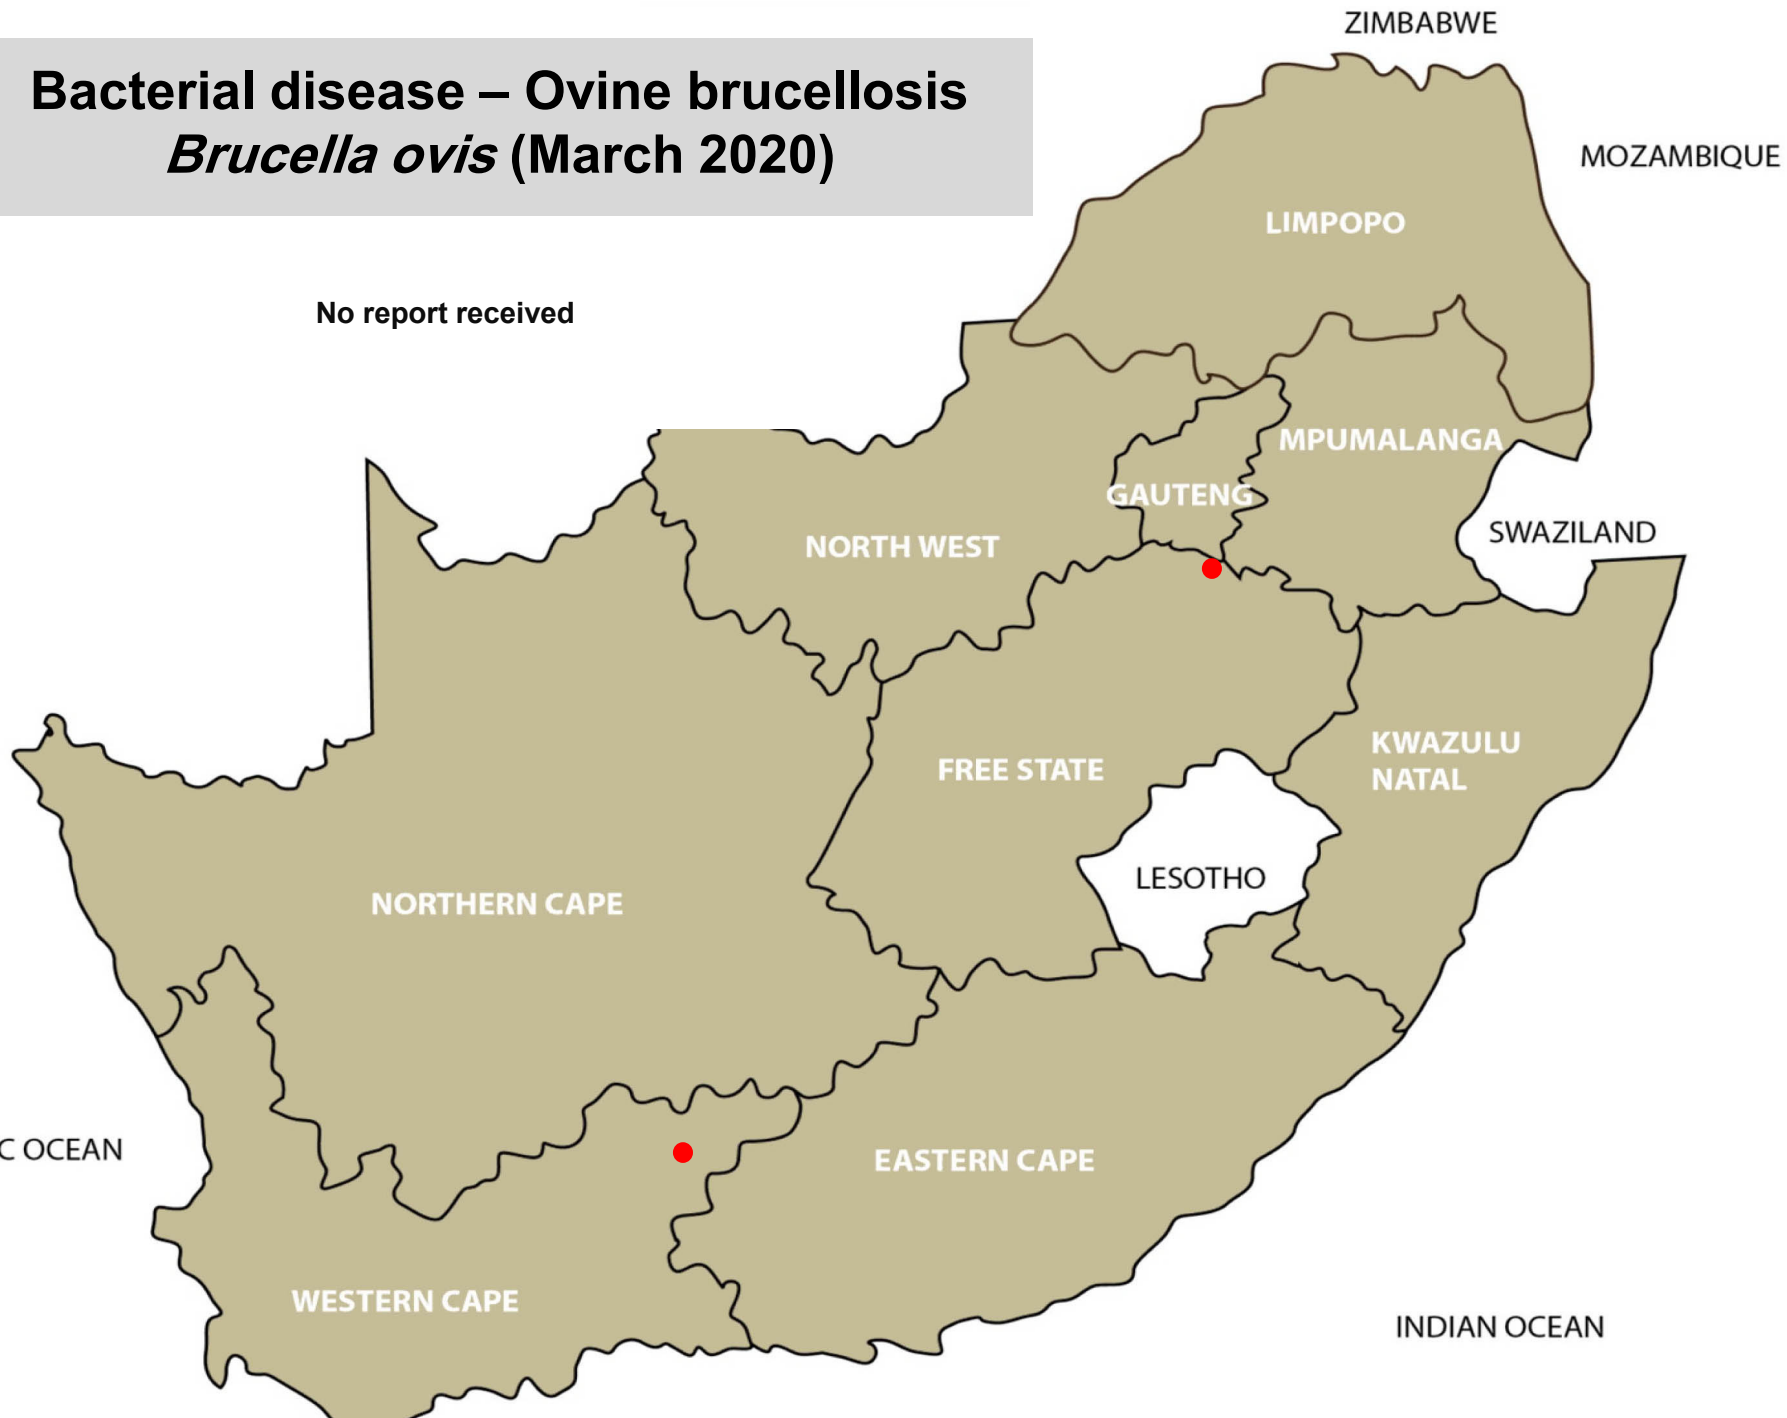 ZIMBABWE
Bacterial disease – Ovine brucellosis
Brucella ovis (March 2020)
MOZAMBIQUE
LIMPOPO
No report received
MPUMALANGA
GAUTENG
SWAZILAND
NORTH WEST
KWAZULU
NATAL
FREE STATE
LESOTHO
NORTHERN CAPE
C OCEAN
EASTERN CAPE
WESTERN CAPE
INDIAN OCEAN